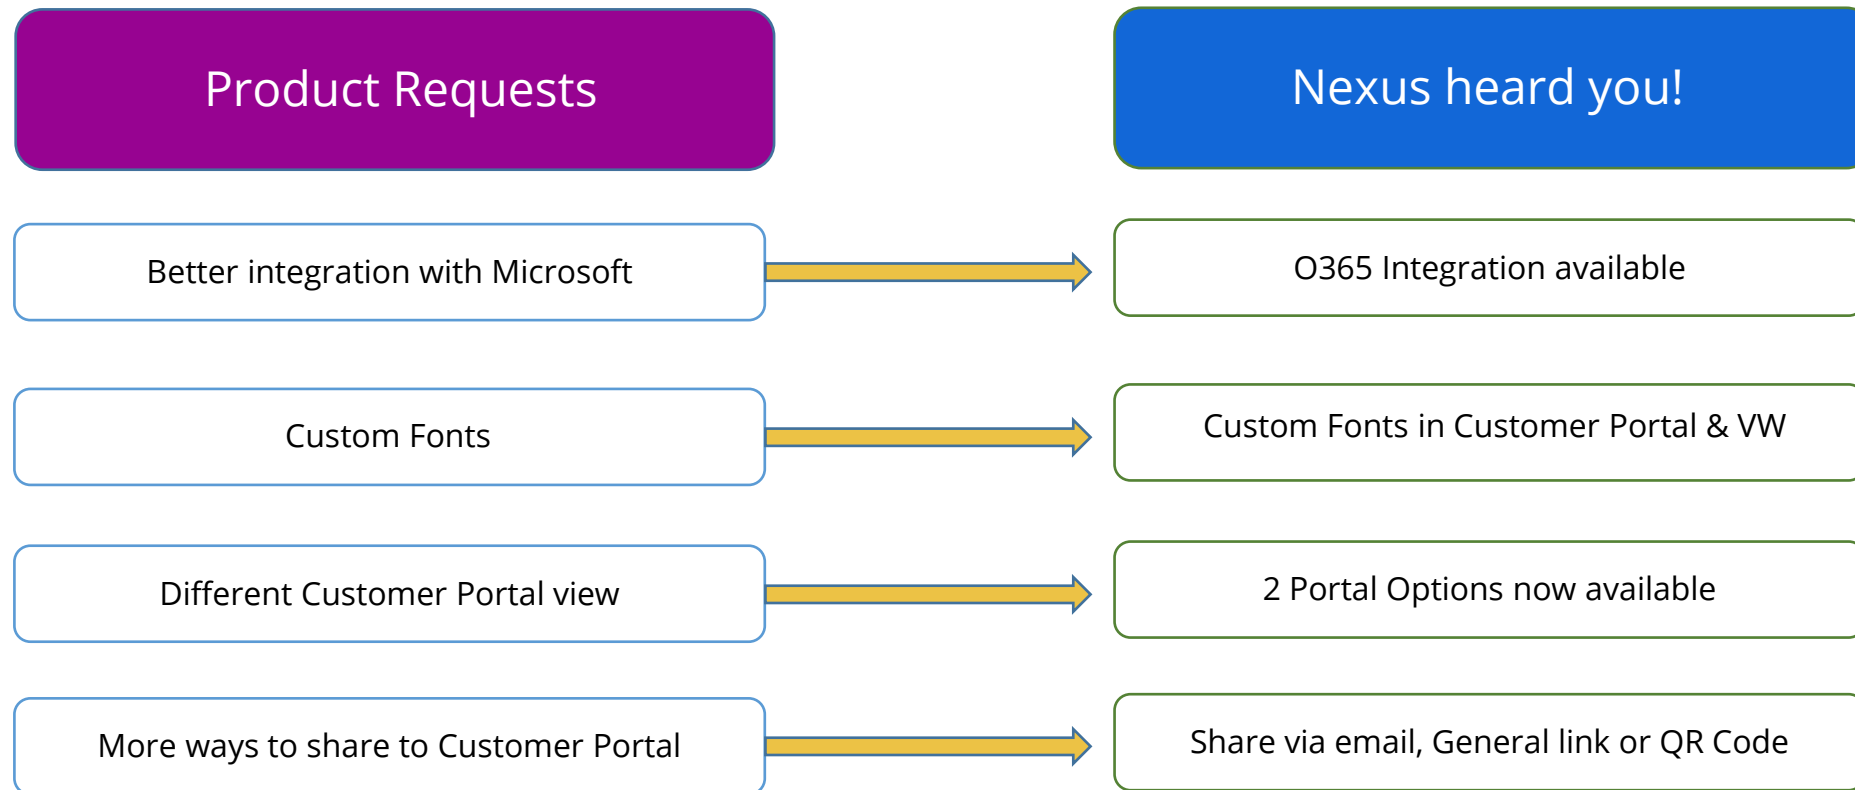 Product Requests
Nexus heard you!
Better integration with Microsoft
O365 Integration available
Custom Fonts
Custom Fonts in Customer Portal & VW
Different Customer Portal view
2 Portal Options now available
More ways to share to Customer Portal
Share via email, General link or QR Code